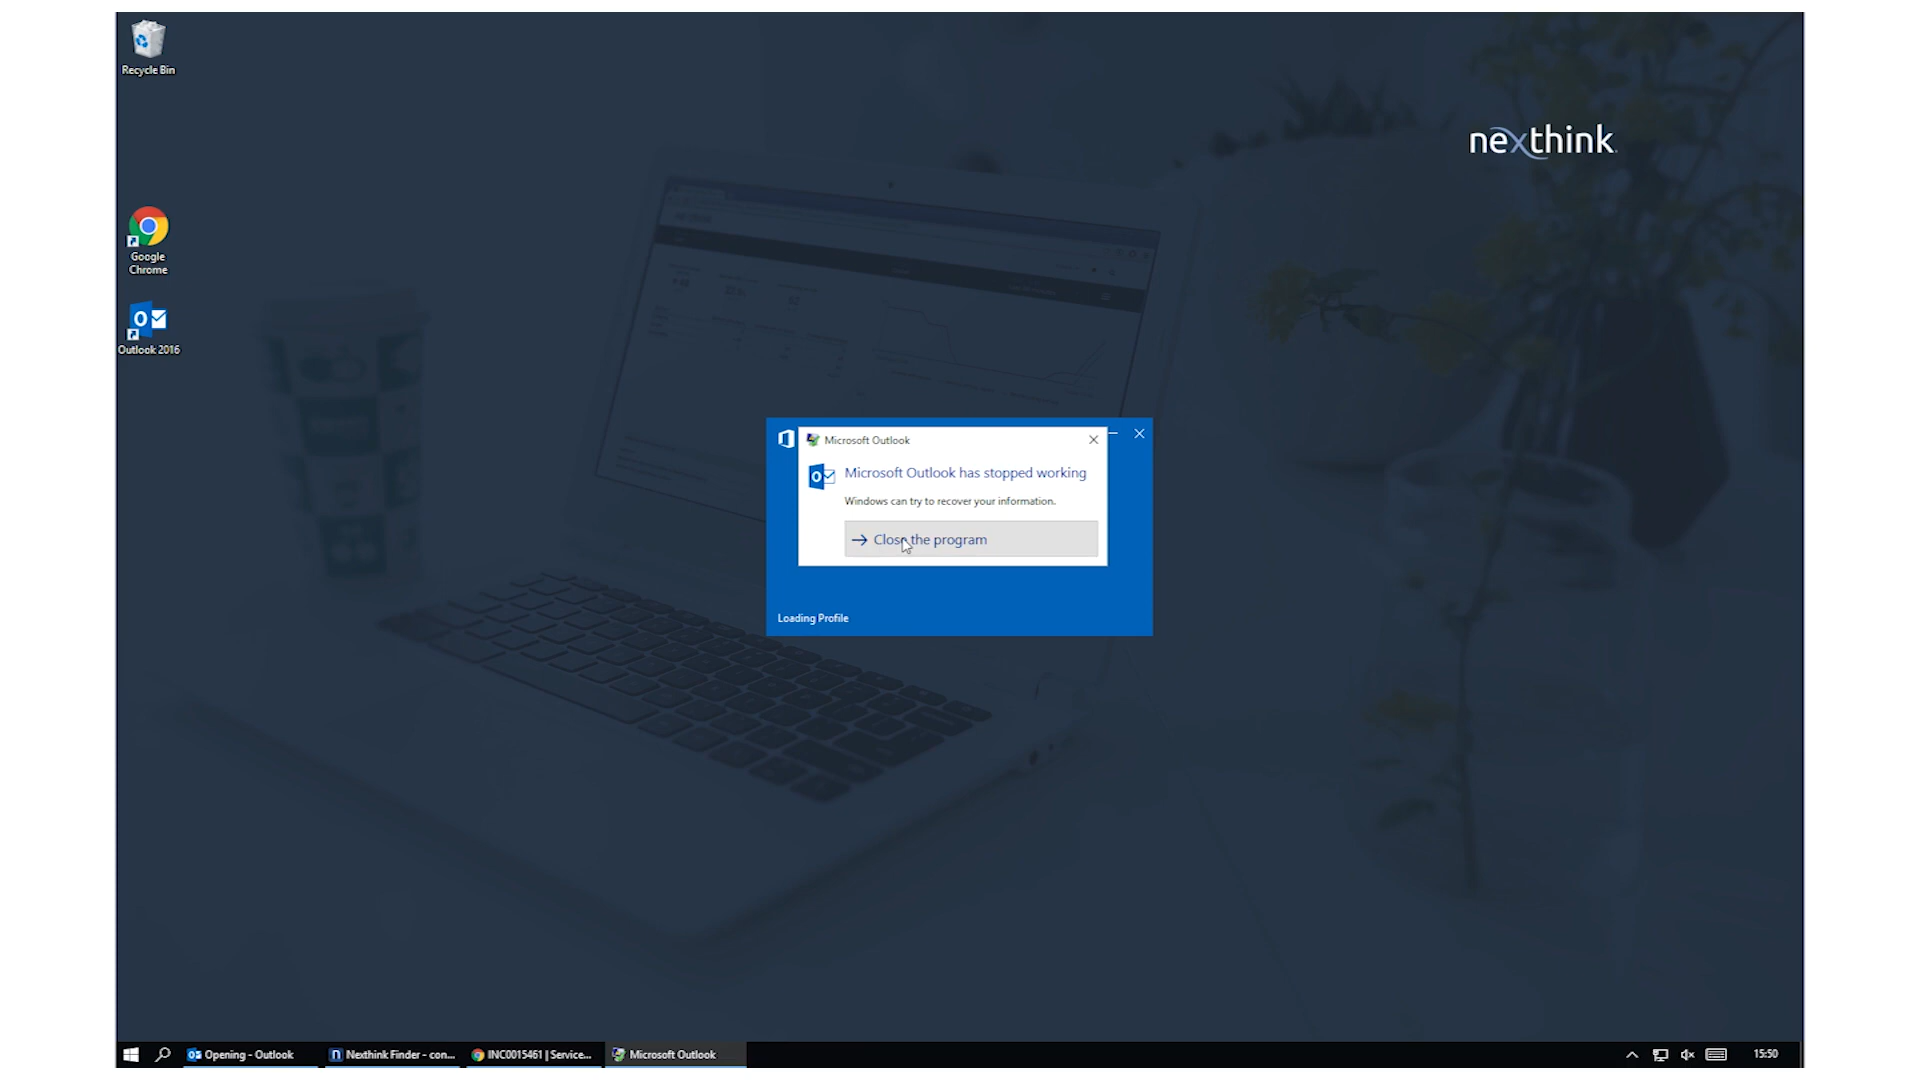 Recycle Bin
nexthink
Google
Chrome
Outlook 2016
Microsoft Outlook
Microsoft Outlook has stopped working
Windows can try to recover your information.
Close the program
Loading Profile
Opening - Outlook
Nexthink Finder - con...
INC0015461 | Service...
Microsoft Outlook
15:50